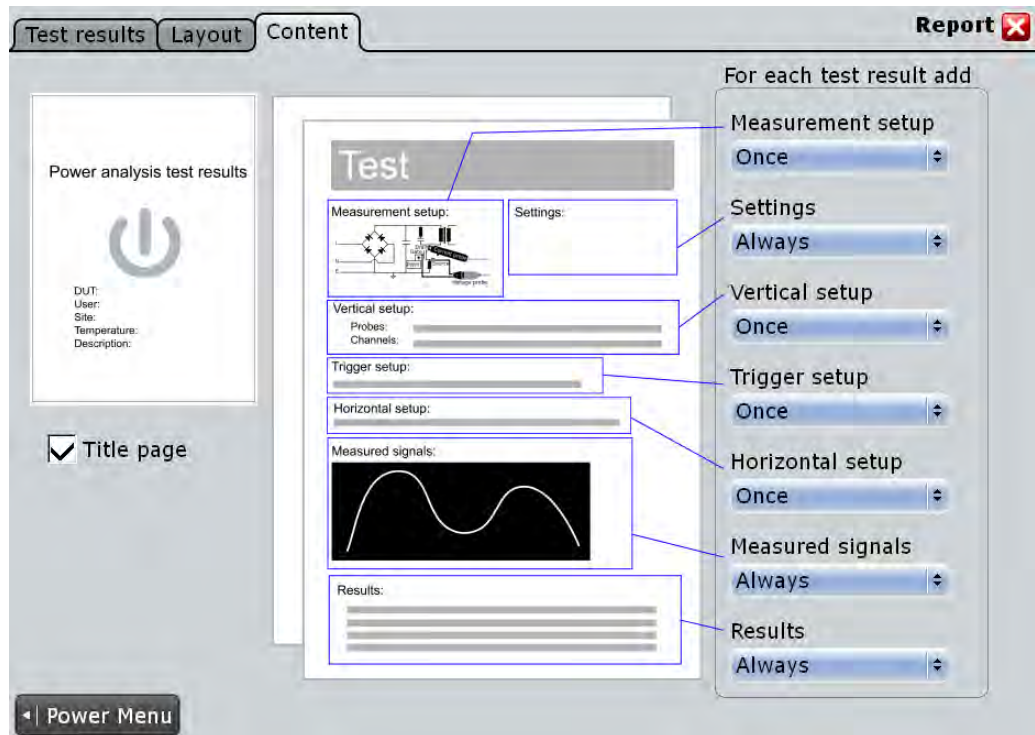 Test results Layout Content Report
For each test result add
Power analysis test results
DUT:
User:
Site:
Temperature:
Description:
Title page
Test
Measurement setup:
Settings:
Vertical setup:
Probes:
Channels:
Trigger setup:
Horizontal setup:
Measured signals:
Results:
Measurement setup
Once
Settings
Always
Vertical setup
Once
Trigger setup
Once
Horizontal setup
Once
Measured signals
Always
Results
Always
Power Menu